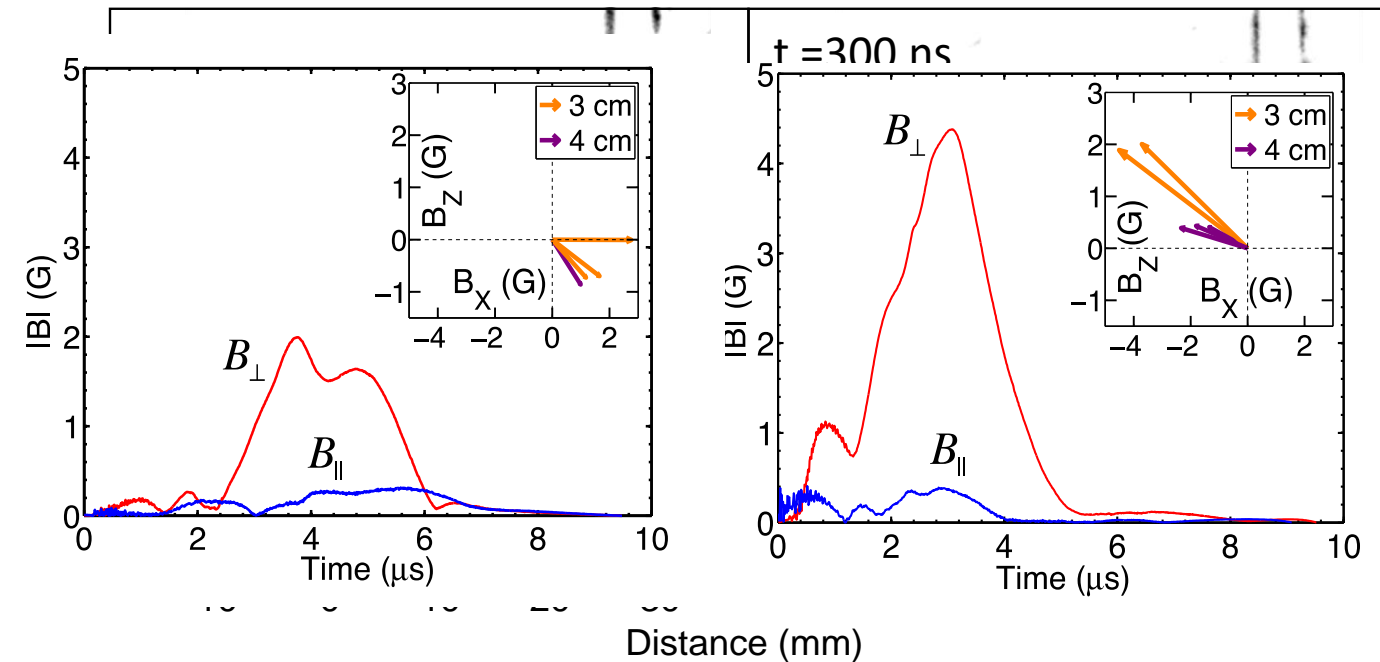 t =300 ns
5
4
3
2
1
0
|B| (G)
0 2 4 6 8 10
Time (μs)
B⊥
B∥
3
2
1
0
−1
B_Z (G)
B_X (G)
−4 −2 0 2
3 cm
4 cm
5
4
3
2
1
0
|B| (G)
0 2 4 6 8 10
Time (μs)
B⊥
B∥
3
2
1
0
−1
B_Z (G)
B_X (G)
−4 −2 0 2
3 cm
4 cm
Distance (mm)